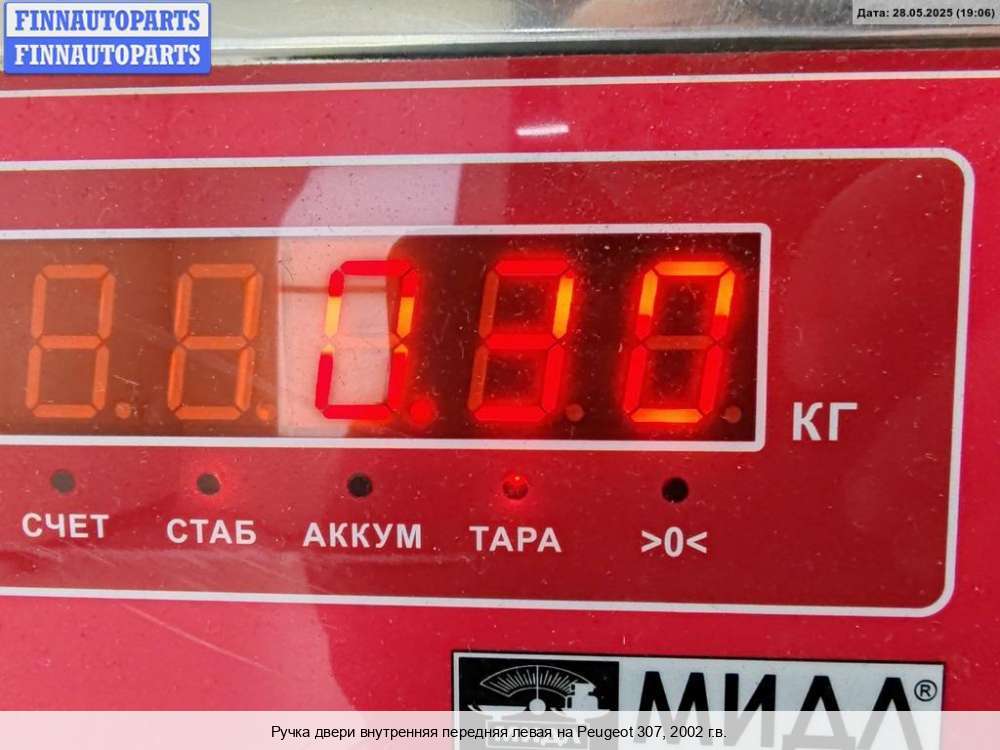 FINNAUTOPARTS
FINNAUTOPARTS
Дата: 28.05.2025 (19:06)
0.30
КГ
СЧЕТ СТАБ АККУМ ТАРА >0<
МИДЛ®
Ручка двери внутренняя передняя левая на Peugeot 307, 2002 г.в.